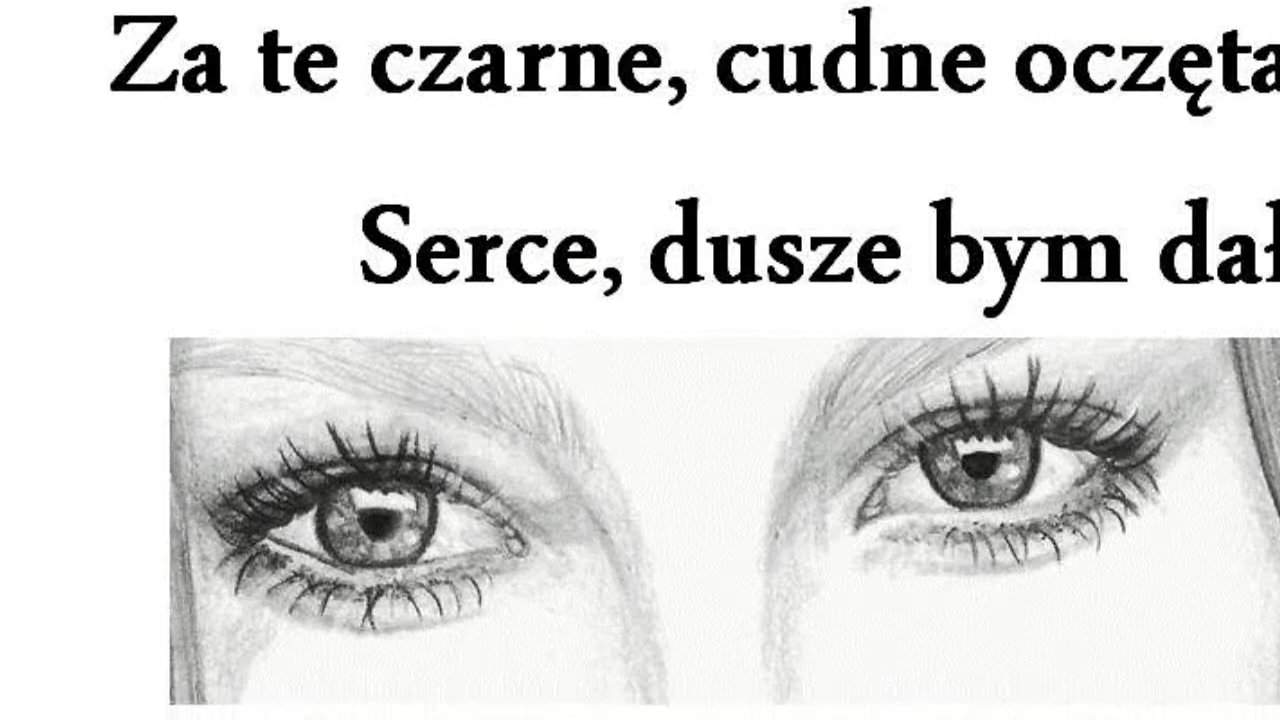 Za te czarne, cudne oczęta
Serce, dusze bym dał